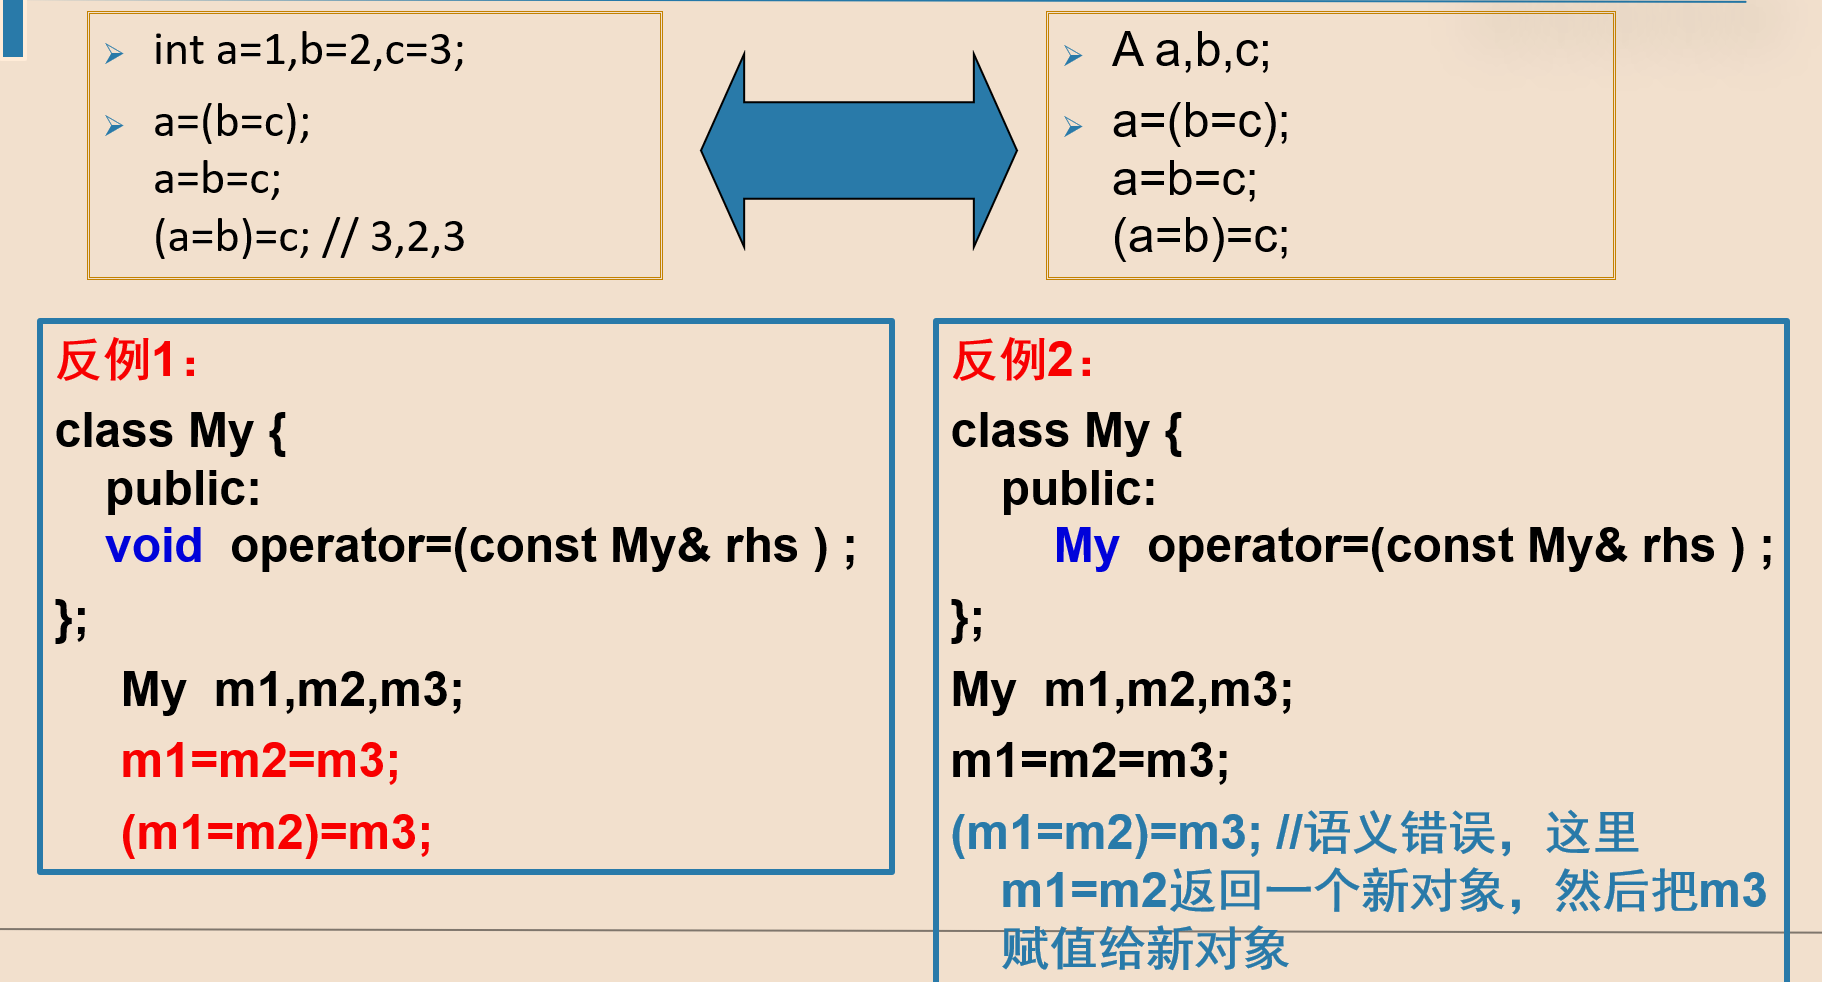 int a=1,b=2,c=3;
a=(b=c);
a=b=c;
(a=b)=c; // 3,2,3
A a,b,c;
a=(b=c);
a=b=c;
(a=b)=c;
反例1：
class My {
public:
void operator=(const My& rhs ) ;
};
My m1,m2,m3;
m1=m2=m3;
(m1=m2)=m3;
反例2：
class My {
public:
My operator=(const My& rhs ) ;
};
My m1,m2,m3;
m1=m2=m3;
(m1=m2)=m3; //语义错误，这里
m1=m2返回一个新对象，然后把m3
赋值给新对象